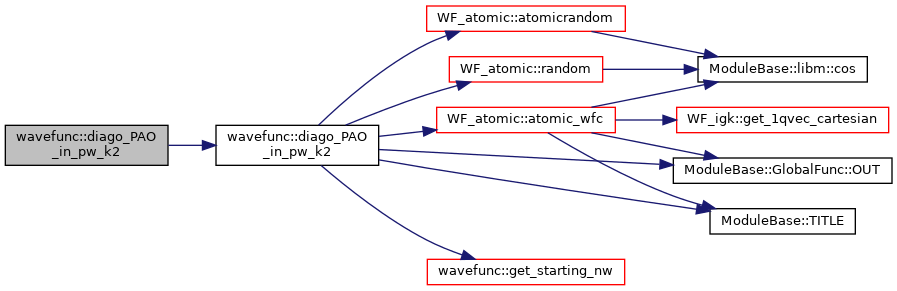 wavefunc::diago_PAO
_in_pw_k2
wavefunc::diago_PAO
_in_pw_k2
WF_atomic::atomicrandom
WF_atomic::random
WF_atomic::atomic_wfc
wavefunc::get_starting_nw
ModuleBase::libm::cos
WF_igk::get_1qvec_cartesian
ModuleBase::GlobalFunc::OUT
ModuleBase::TITLE